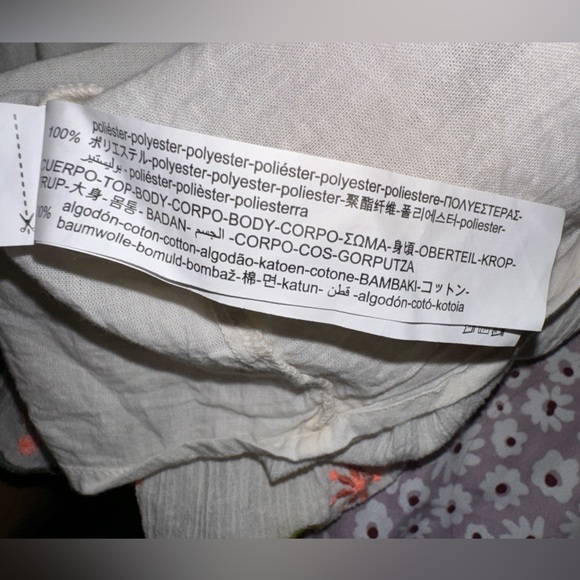 100% poliéster-polyester-polyester-poliéster-polyester-poliestere-ΠΟΛΥΕΣΤΕΡΑΣ-
ポリエステル-polyester-polyester-poliester-聚酯纤维-폴리에스터-poliester-
بوليستير - poliéster-polièster-poliesterra
CUERPO-TOP-BODY-CORPO-BODY-CORPO-ΣΩΜΑ-身頃-OBERTEIL-KROP-
RUP-大身- 몸통 - BADAN- الجسم -CORPO-COS-GORPUTZA
algodón-coton-cotton-algodão-katoen-cotone-BAMBAKI-コットン-
baumwolle-bomuld-bombaž-棉-면-katun- قطن -algodón-cotó-kotoia